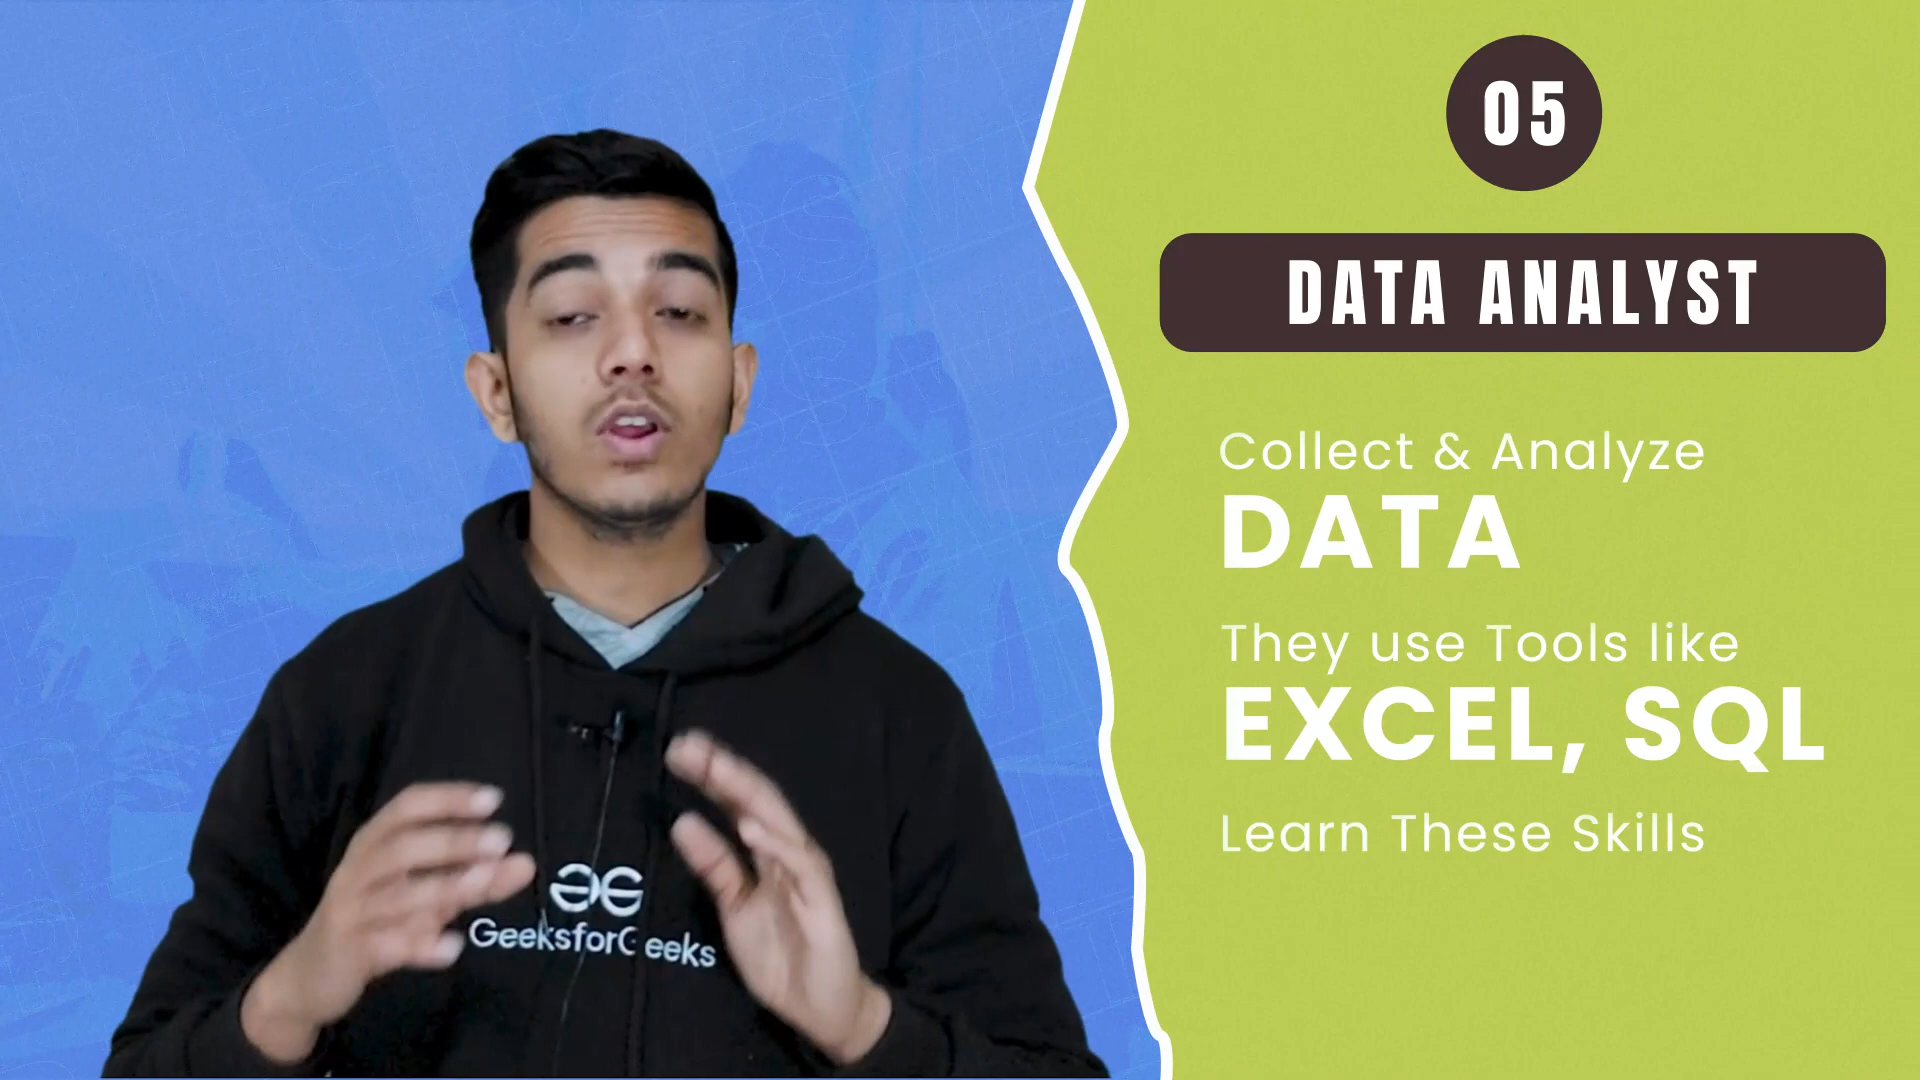 05
DATA ANALYST
Collect & Analyze
DATA
They use Tools like
EXCEL, SQL
Learn These Skills
GeeksforGeeks